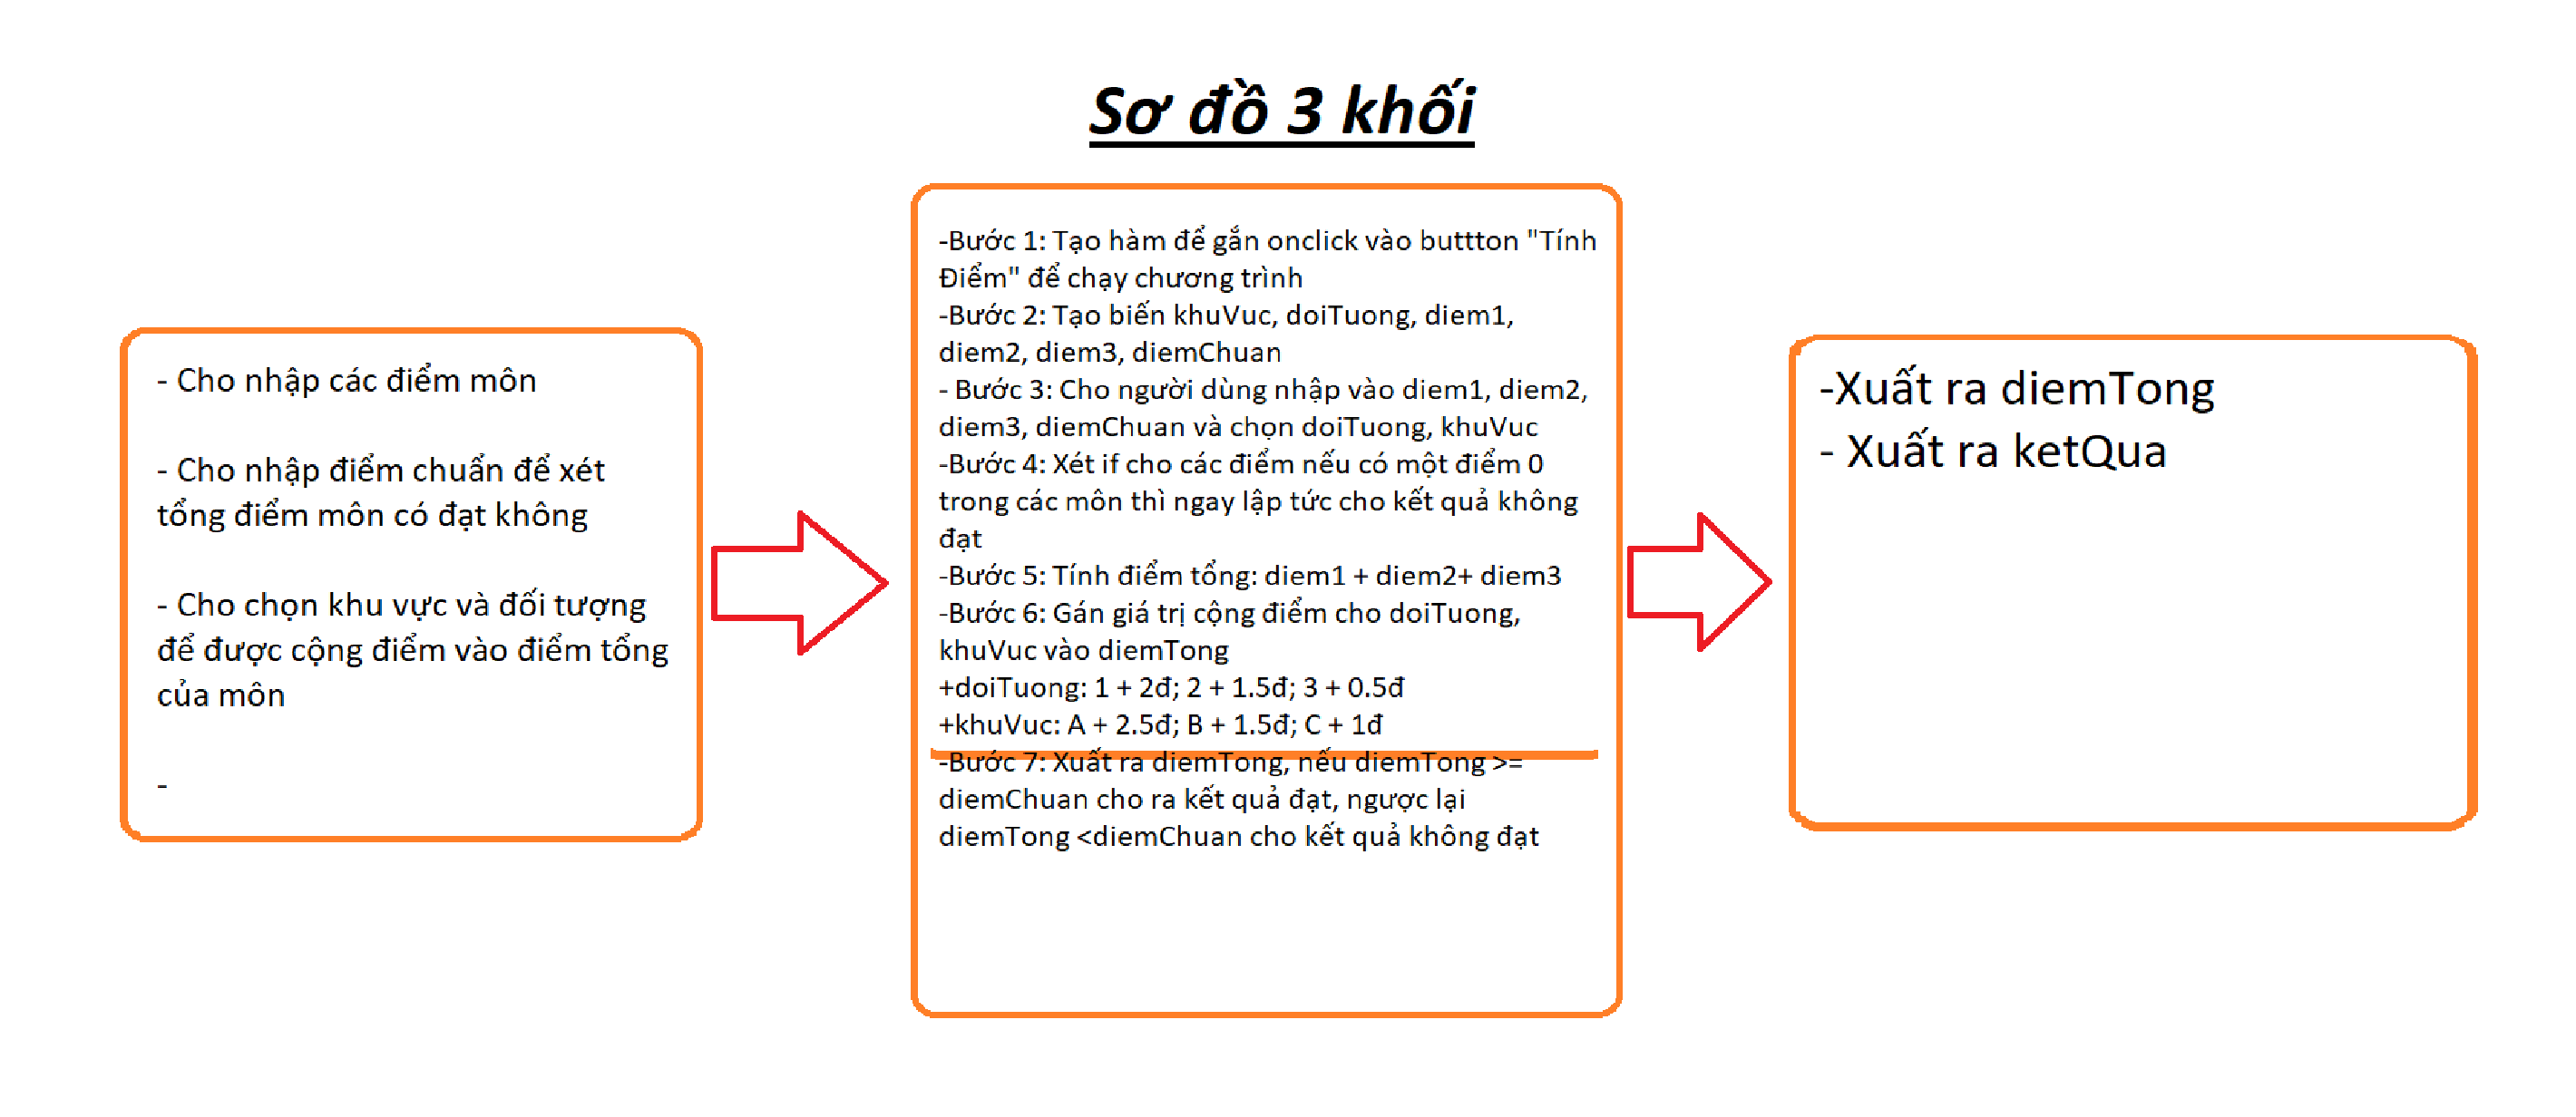 Sơ đồ 3 khối
- Cho nhập các điểm môn
- Cho nhập điểm chuẩn để xét
tổng điểm môn có đạt không
- Cho chọn khu vực và đối tượng
để được cộng điểm vào điểm tổng
của môn
-
-Bước 1: Tạo hàm để gắn onclick vào buttton "Tính
Điểm" để chạy chương trình
-Bước 2: Tạo biến khuVuc, doiTuong, diem1,
diem2, diem3, diemChuan
- Bước 3: Cho người dùng nhập vào diem1, diem2,
diem3, diemChuan và chọn doiTuong, khuVuc
-Bước 4: Xét if cho các điểm nếu có một điểm 0
trong các môn thì ngay lập tức cho kết quả không
đạt
-Bước 5: Tính điểm tổng: diem1 + diem2+ diem3
-Bước 6: Gán giá trị cộng điểm cho doiTuong,
khuVuc vào diemTong
+doiTuong: 1 + 2đ; 2 + 1.5đ; 3 + 0.5đ
+khuVuc: A + 2.5đ; B + 1.5đ; C + 1đ
-Bước 7: Xuất ra diemTong, nếu diemTong >=
diemChuan cho ra kết quả đạt, ngược lại
diemTong <diemChuan cho kết quả không đạt
-Xuất ra diemTong
- Xuất ra ketQua